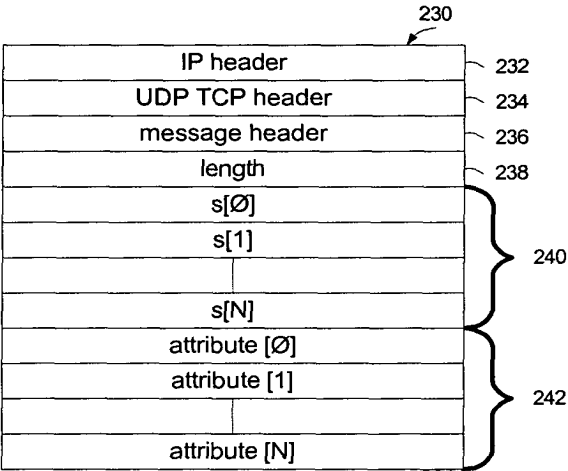 230
IP header 232
UDP TCP header 234
message header 236
length 238
s[Ø]
s[1]
240
s[N]
attribute [Ø]
attribute [1]
242
attribute [N]